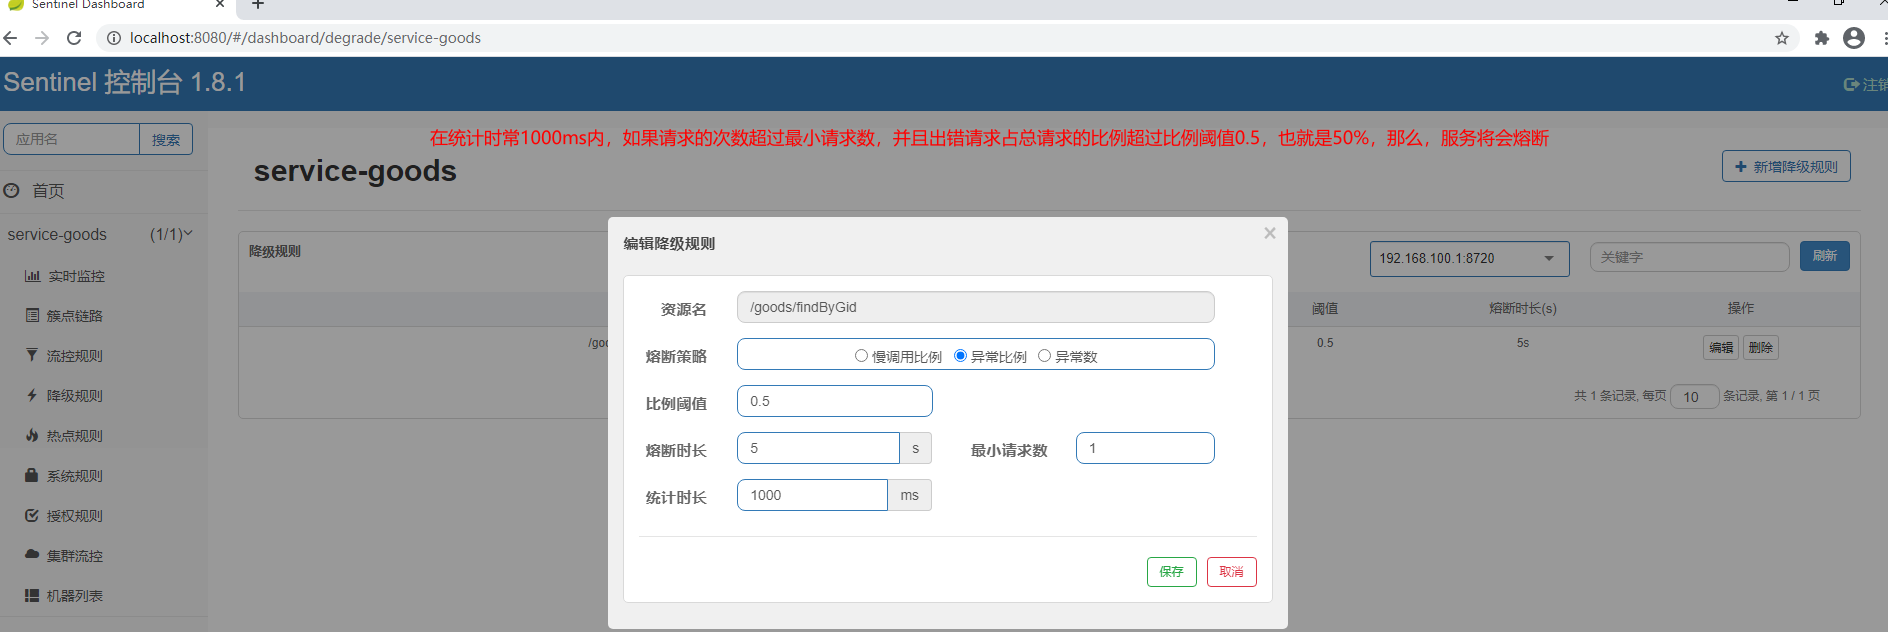 Sentinel Dashboard
localhost:8080/#/dashboard/degrade/service-goods
Sentinel 控制台 1.8.1
注销
应用名 搜索
在统计时常1000ms内，如果请求的次数超过最小请求数，并且出错请求占总请求的比例超过比例阈值0.5，也就是50%，那么，服务将会熔断
service-goods
新增降级规则
首页
service-goods (1/1)
实时监控
簇点链路
流控规则
降级规则
热点规则
系统规则
授权规则
集群流控
机器列表
降级规则
192.168.100.1:8720
关键字
刷新
阈值 熔断时长(s) 操作
/goo
0.5 5s 编辑 删除
共 1 条记录, 每页 10 条记录, 第 1 / 1 页
编辑降级规则
资源名 /goods/findByGid
熔断策略 慢调用比例 异常比例 异常数
比例阈值 0.5
熔断时长 5 s 最小请求数 1
统计时长 1000 ms
保存 取消